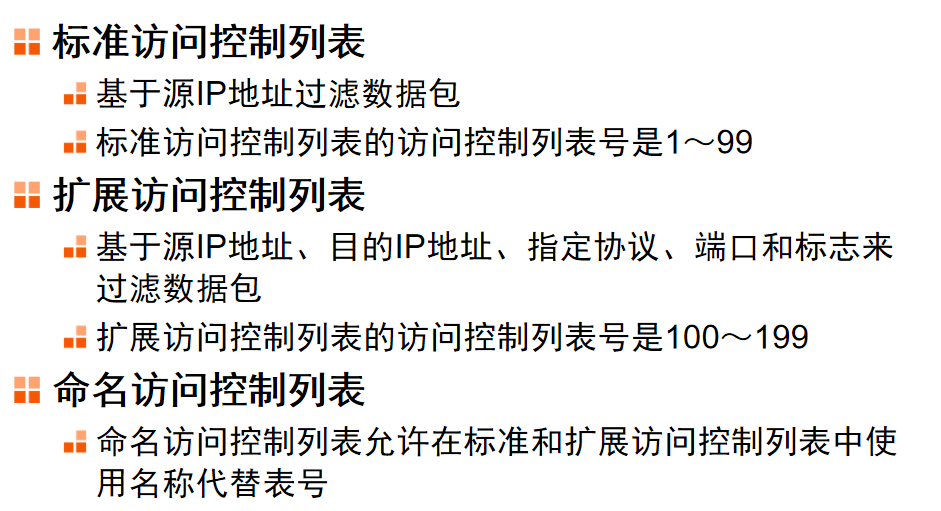 标准访问控制列表
基于源IP地址过滤数据包
标准访问控制列表的访问控制列表号是1～99
扩展访问控制列表
基于源IP地址、目的IP地址、指定协议、端口和标志来
过滤数据包
扩展访问控制列表的访问控制列表号是100～199
命名访问控制列表
命名访问控制列表允许在标准和扩展访问控制列表中使
用名称代替表号